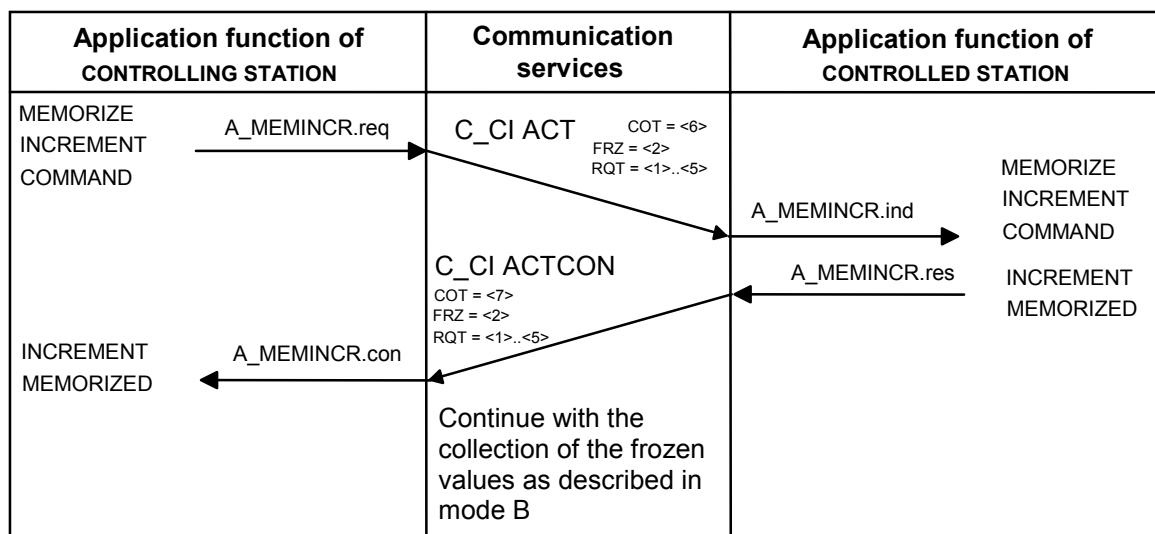 Application function of
CONTROLLING STATION
Communication
services
Application function of
CONTROLLED STATION
MEMORIZE
INCREMENT
COMMAND
A_MEMINCR.req
C_CI ACT
COT = <6>
FRZ = <2>
RQT = <1>..<5>
A_MEMINCR.ind
MEMORIZE
INCREMENT
COMMAND
C_CI ACTCON
COT = <7>
FRZ = <2>
RQT = <1>..<5>
A_MEMINCR.res
INCREMENT
MEMORIZED
INCREMENT
MEMORIZED
A_MEMINCR.con
Continue with the
collection of the frozen
values as described in
mode B